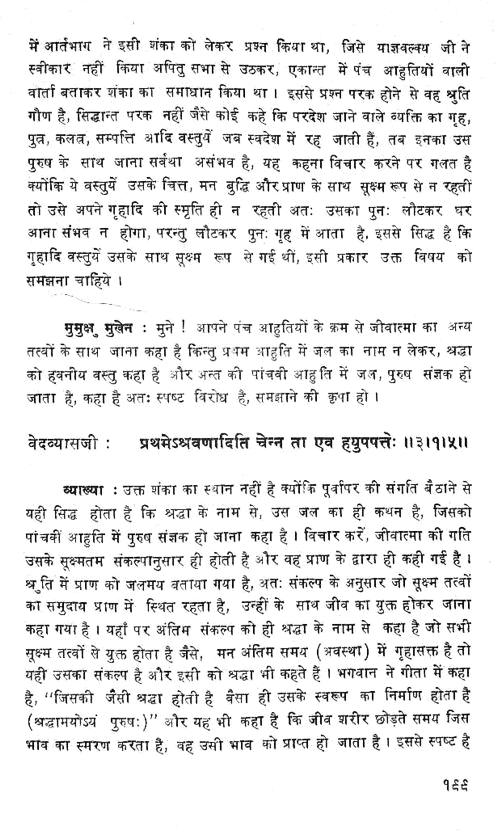 में आर्तभाग ने इसी शंका को लेकर प्रश्न किया था, जिसे याज्ञवल्क्य जी ने
स्वीकार नहीं किया अपितु सभा से उठकर, एकान्त में पंच आहुतियों वाली
वार्ता बताकर शंका का समाधान किया था । इससे प्रश्न परक होने से वह श्रुति
गौण है, सिद्धान्त परक नहीं जैसे कोई कहे कि परदेश जाने वाले व्यक्ति का गृह,
पुत्र, कलत्र, सम्पत्ति आदि वस्तुयें जब स्वदेश में रह जाती हैं, तब इनका उस
पुरुष के साथ जाना सर्वथा असंभव है, यह कहना विचार करने पर गलत है
क्योंकि ये वस्तुयें उसके चित्त, मन बुद्धि और प्राण के साथ सूक्ष्म रूप से न रहतीं
तो उसे अपने गृहादि की स्मृति ही न रहती अतः उसका पुनः लौटकर घर
आना संभव न होगा, परन्तु लौटकर पुनः गृह में आता है, इससे सिद्ध है कि
गृहादि वस्तुयें उसके साथ सूक्ष्म रूप से गई थीं, इसी प्रकार उक्त विषय को
समझना चाहिये ।
मुमुक्षु मुखेन : मुने ! आपने पंच आहुतियों के क्रम से जीवात्मा का अन्य
तत्वों के साथ जाना कहा है किन्तु प्रथम आहुति में जल का नाम न लेकर, श्रद्धा
को हवनीय वस्तु कहा है और अन्त की पांचवी आहुति में जल, पुरुष संज्ञक हो
जाता है, कहा है अतः स्पष्ट विरोध है, समझाने की कृपा हो ।
वेदव्यासजी : प्रथमेऽश्रवणादिति चेन्न ता एव हयुपपत्तेः ॥३।१।५॥
व्याख्या : उक्त शंका का स्थान नहीं है क्योंकि पूर्वापर की संगति बैठाने से
यही सिद्ध होता है कि श्रद्धा के नाम से, उस जल का ही कथन है, जिसको
पांचवीं आहुति में पुरुष संज्ञक हो जाना कहा है । विचार करें, जीवात्मा की गति
उसके सूक्ष्मतम संकल्पानुसार ही होती है और वह प्राण के द्वारा ही कही गई है ।
श्रुति में प्राण को जलमय बताया गया है, अतः संकल्प के अनुसार जो सूक्ष्म तत्वों
का समुदाय प्राण में स्थित रहता है, उन्हीं के साथ जीव का युक्त होकर जाना
कहा गया है । यहाँ पर अंतिम संकल्प को ही श्रद्धा के नाम से कहा है जो सभी
सूक्ष्म तत्वों से युक्त होता है जैसे, मन अंतिम समय (अवस्था) में गृहासक्त है तो
यही उसका संकल्प है और इसी को श्रद्धा भी कहते हैं । भगवान ने गीता में कहा
है, "जिसकी जैसी श्रद्धा होती है वैसा ही उसके स्वरूप का निर्माण होता है
(श्रद्धामयोऽयं पुरुषः)" और यह भी कहा है कि जीव शरीर छोड़ते समय जिस
भाव का स्मरण करता है, वह उसी भाव को प्राप्त हो जाता है । इससे स्पष्ट है
१९९